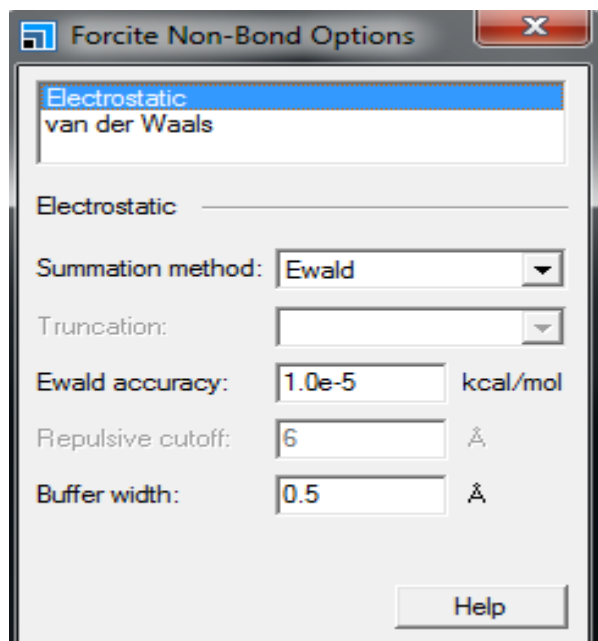 Forcite Non-Bond Options
Electrostatic
van der Waals
Electrostatic
Summation method: Ewald
Truncation:
Ewald accuracy: 1.0e-5 kcal/mol
Repulsive cutoff: 6 Å
Buffer width: 0.5 Å
Help